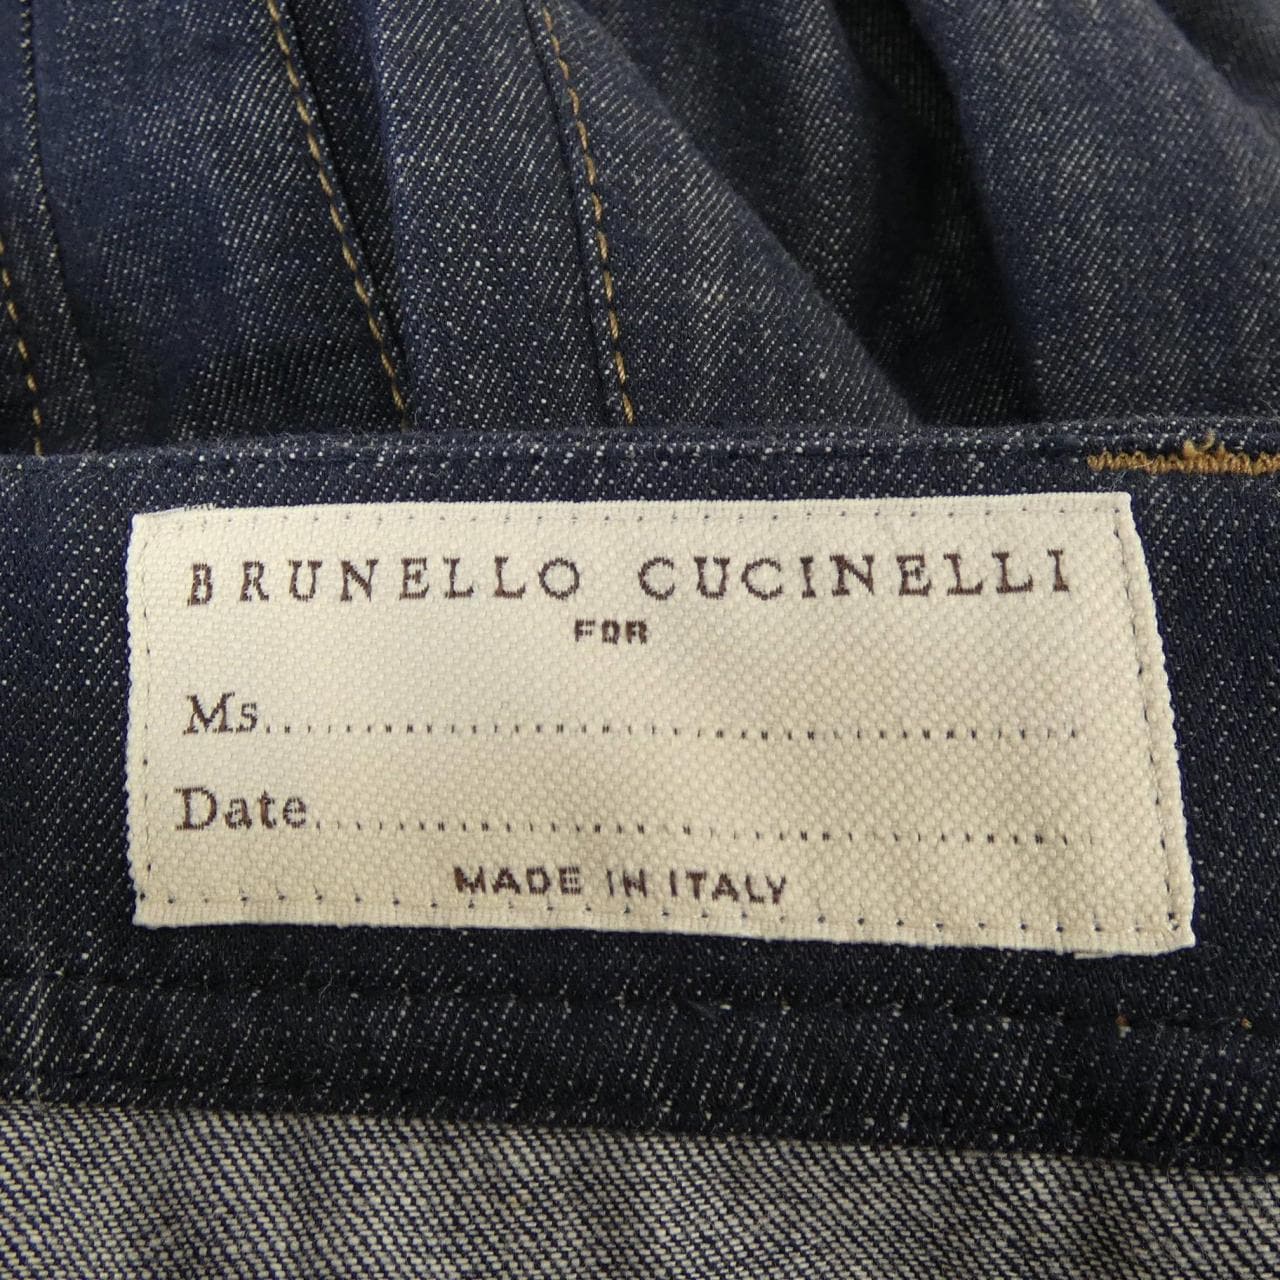 BRUNELLO CUCINELLI
FOR
Ms........................................
Date........................................
MADE IN ITALY